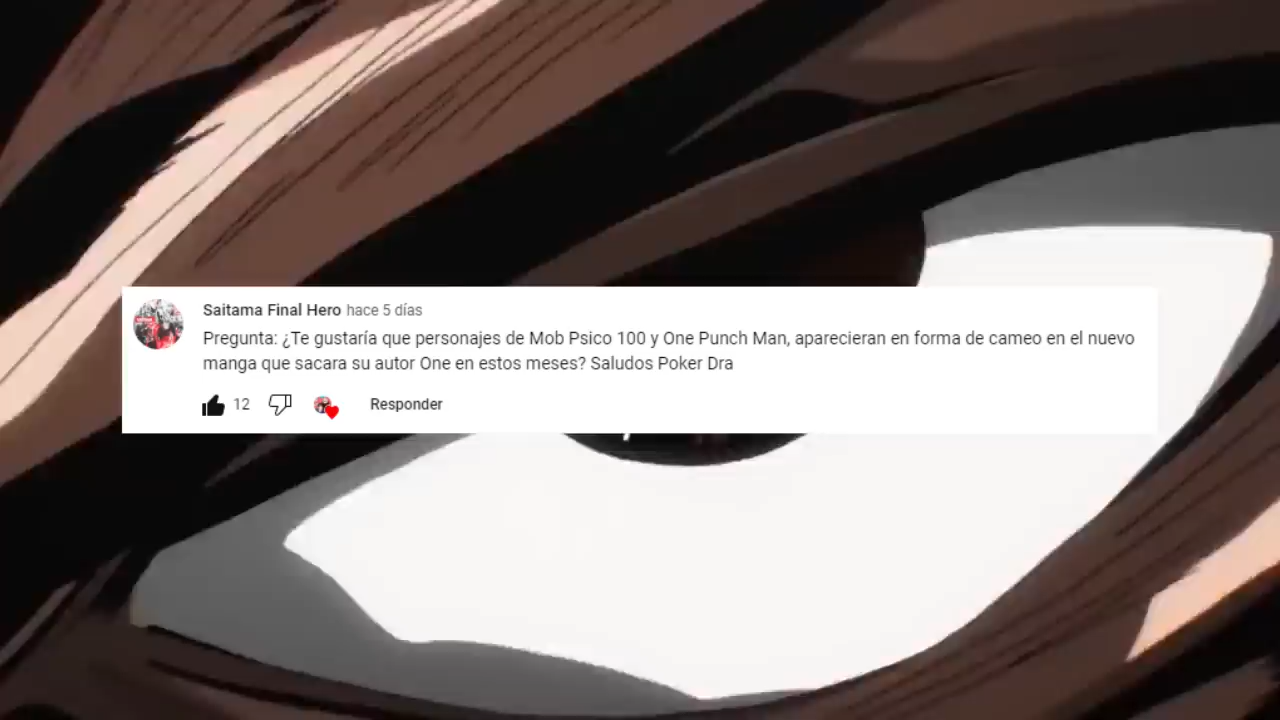 Saitama Final Hero hace 5 días
Pregunta: ¿Te gustaría que personajes de Mob Psico 100 y One Punch Man, aparecieran en forma de cameo en el nuevo
manga que sacara su autor One en estos meses? Saludos Poker Dra
12 Responder